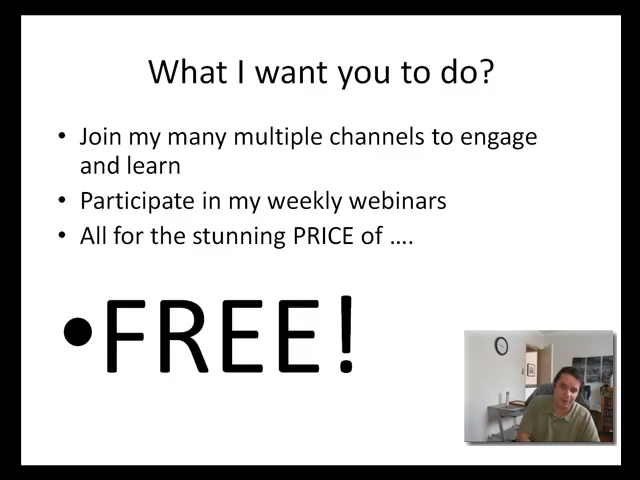 What I want you to do?
• Join my many multiple channels to engage
and learn
• Participate in my weekly webinars
• All for the stunning PRICE of ....
•FREE!